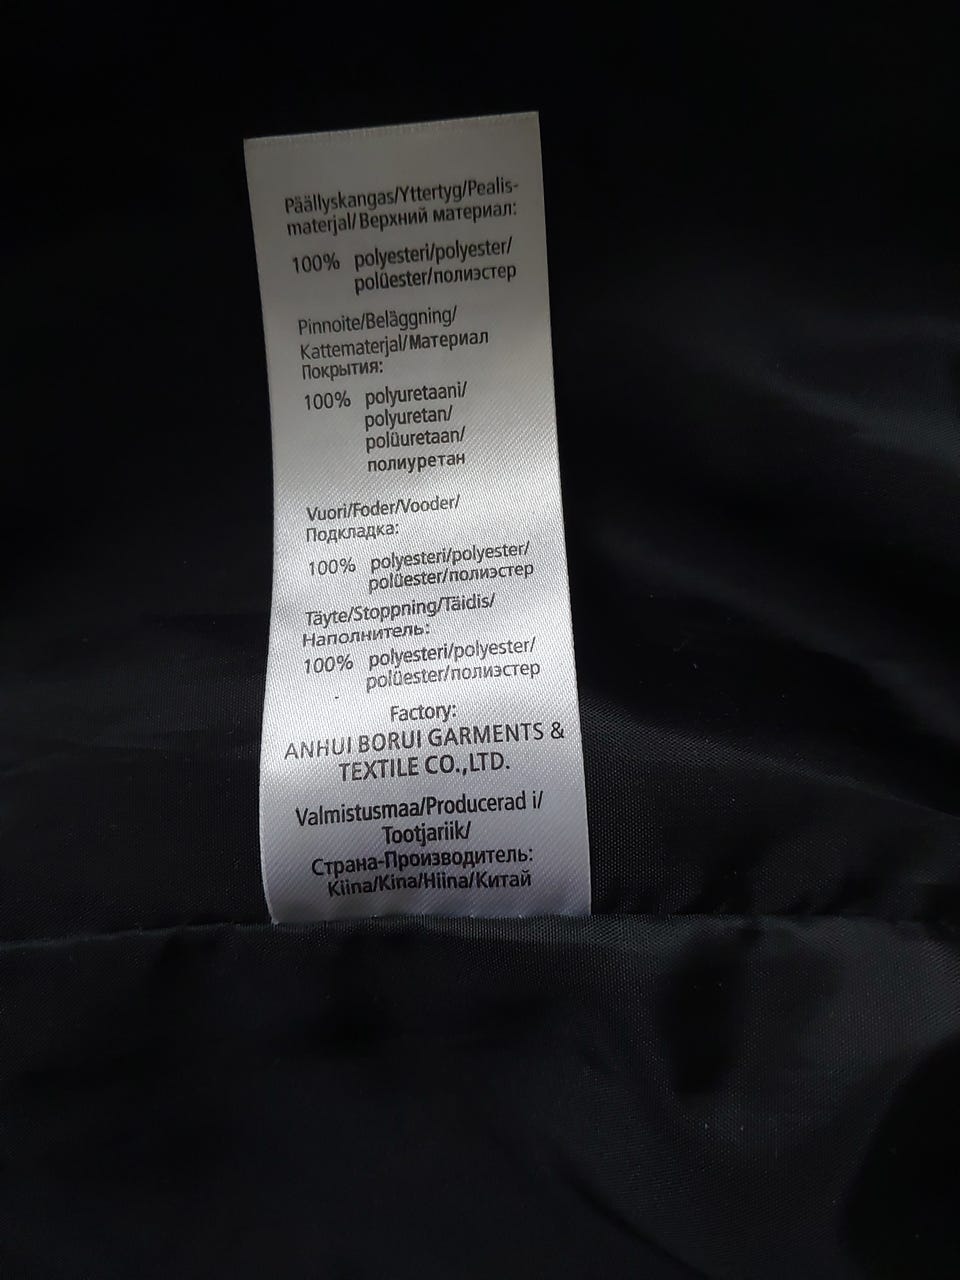 Päällyskangas/Yttertyg/Pealis-
materjal/Верхний материал:
100% polyesteri/polyester/
polüester/полиэстер
Pinnoite/Beläggning/
Kattematerjal/Материал
Покрытия:
100% polyuretaani/
polyuretan/
polüuretaan/
полиуретан
Vuori/Foder/Vooder/
Подкладка:
100% polyesteri/polyester/
polüester/полиэстер
Täyte/Stoppning/Täidis/
Наполнитель:
100% polyesteri/polyester/
polüester/полиэстер
Factory:
ANHUI BORUI GARMENTS &
TEXTILE CO.,LTD.
Valmistusmaa/Producerad i/
Tootjariik/
Страна-Производитель:
Kiina/Kina/Hiina/Китай